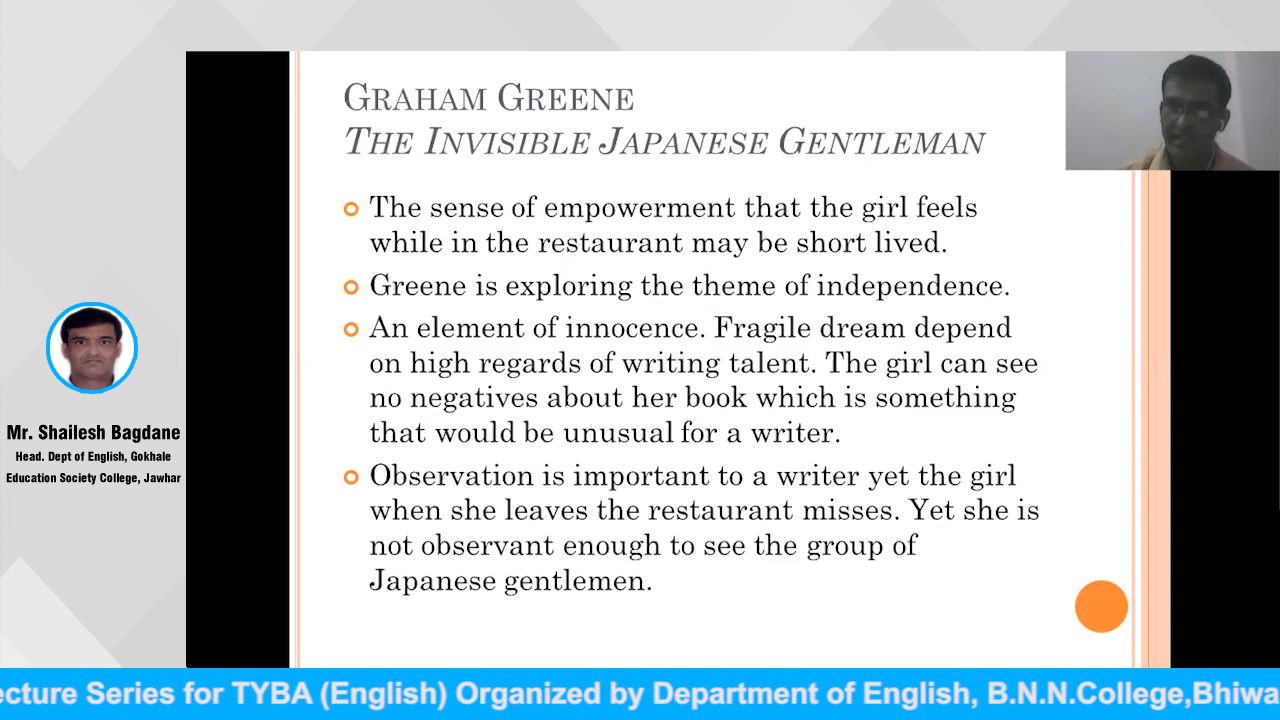 GRAHAM GREENE
THE INVISIBLE JAPANESE GENTLEMAN
The sense of empowerment that the girl feels
while in the restaurant may be short lived.
Greene is exploring the theme of independence.
An element of innocence. Fragile dream depend
on high regards of writing talent. The girl can see
no negatives about her book which is something
that would be unusual for a writer.
Observation is important to a writer yet the girl
when she leaves the restaurant misses. Yet she is
not observant enough to see the group of
Japanese gentlemen.
Mr. Shailesh Bagdane
Head. Dept of English, Gokhale
Education Society College, Jawhar
ecture Series for TYBA (English) Organized by Department of English, B.N.N.College,Bhiwa